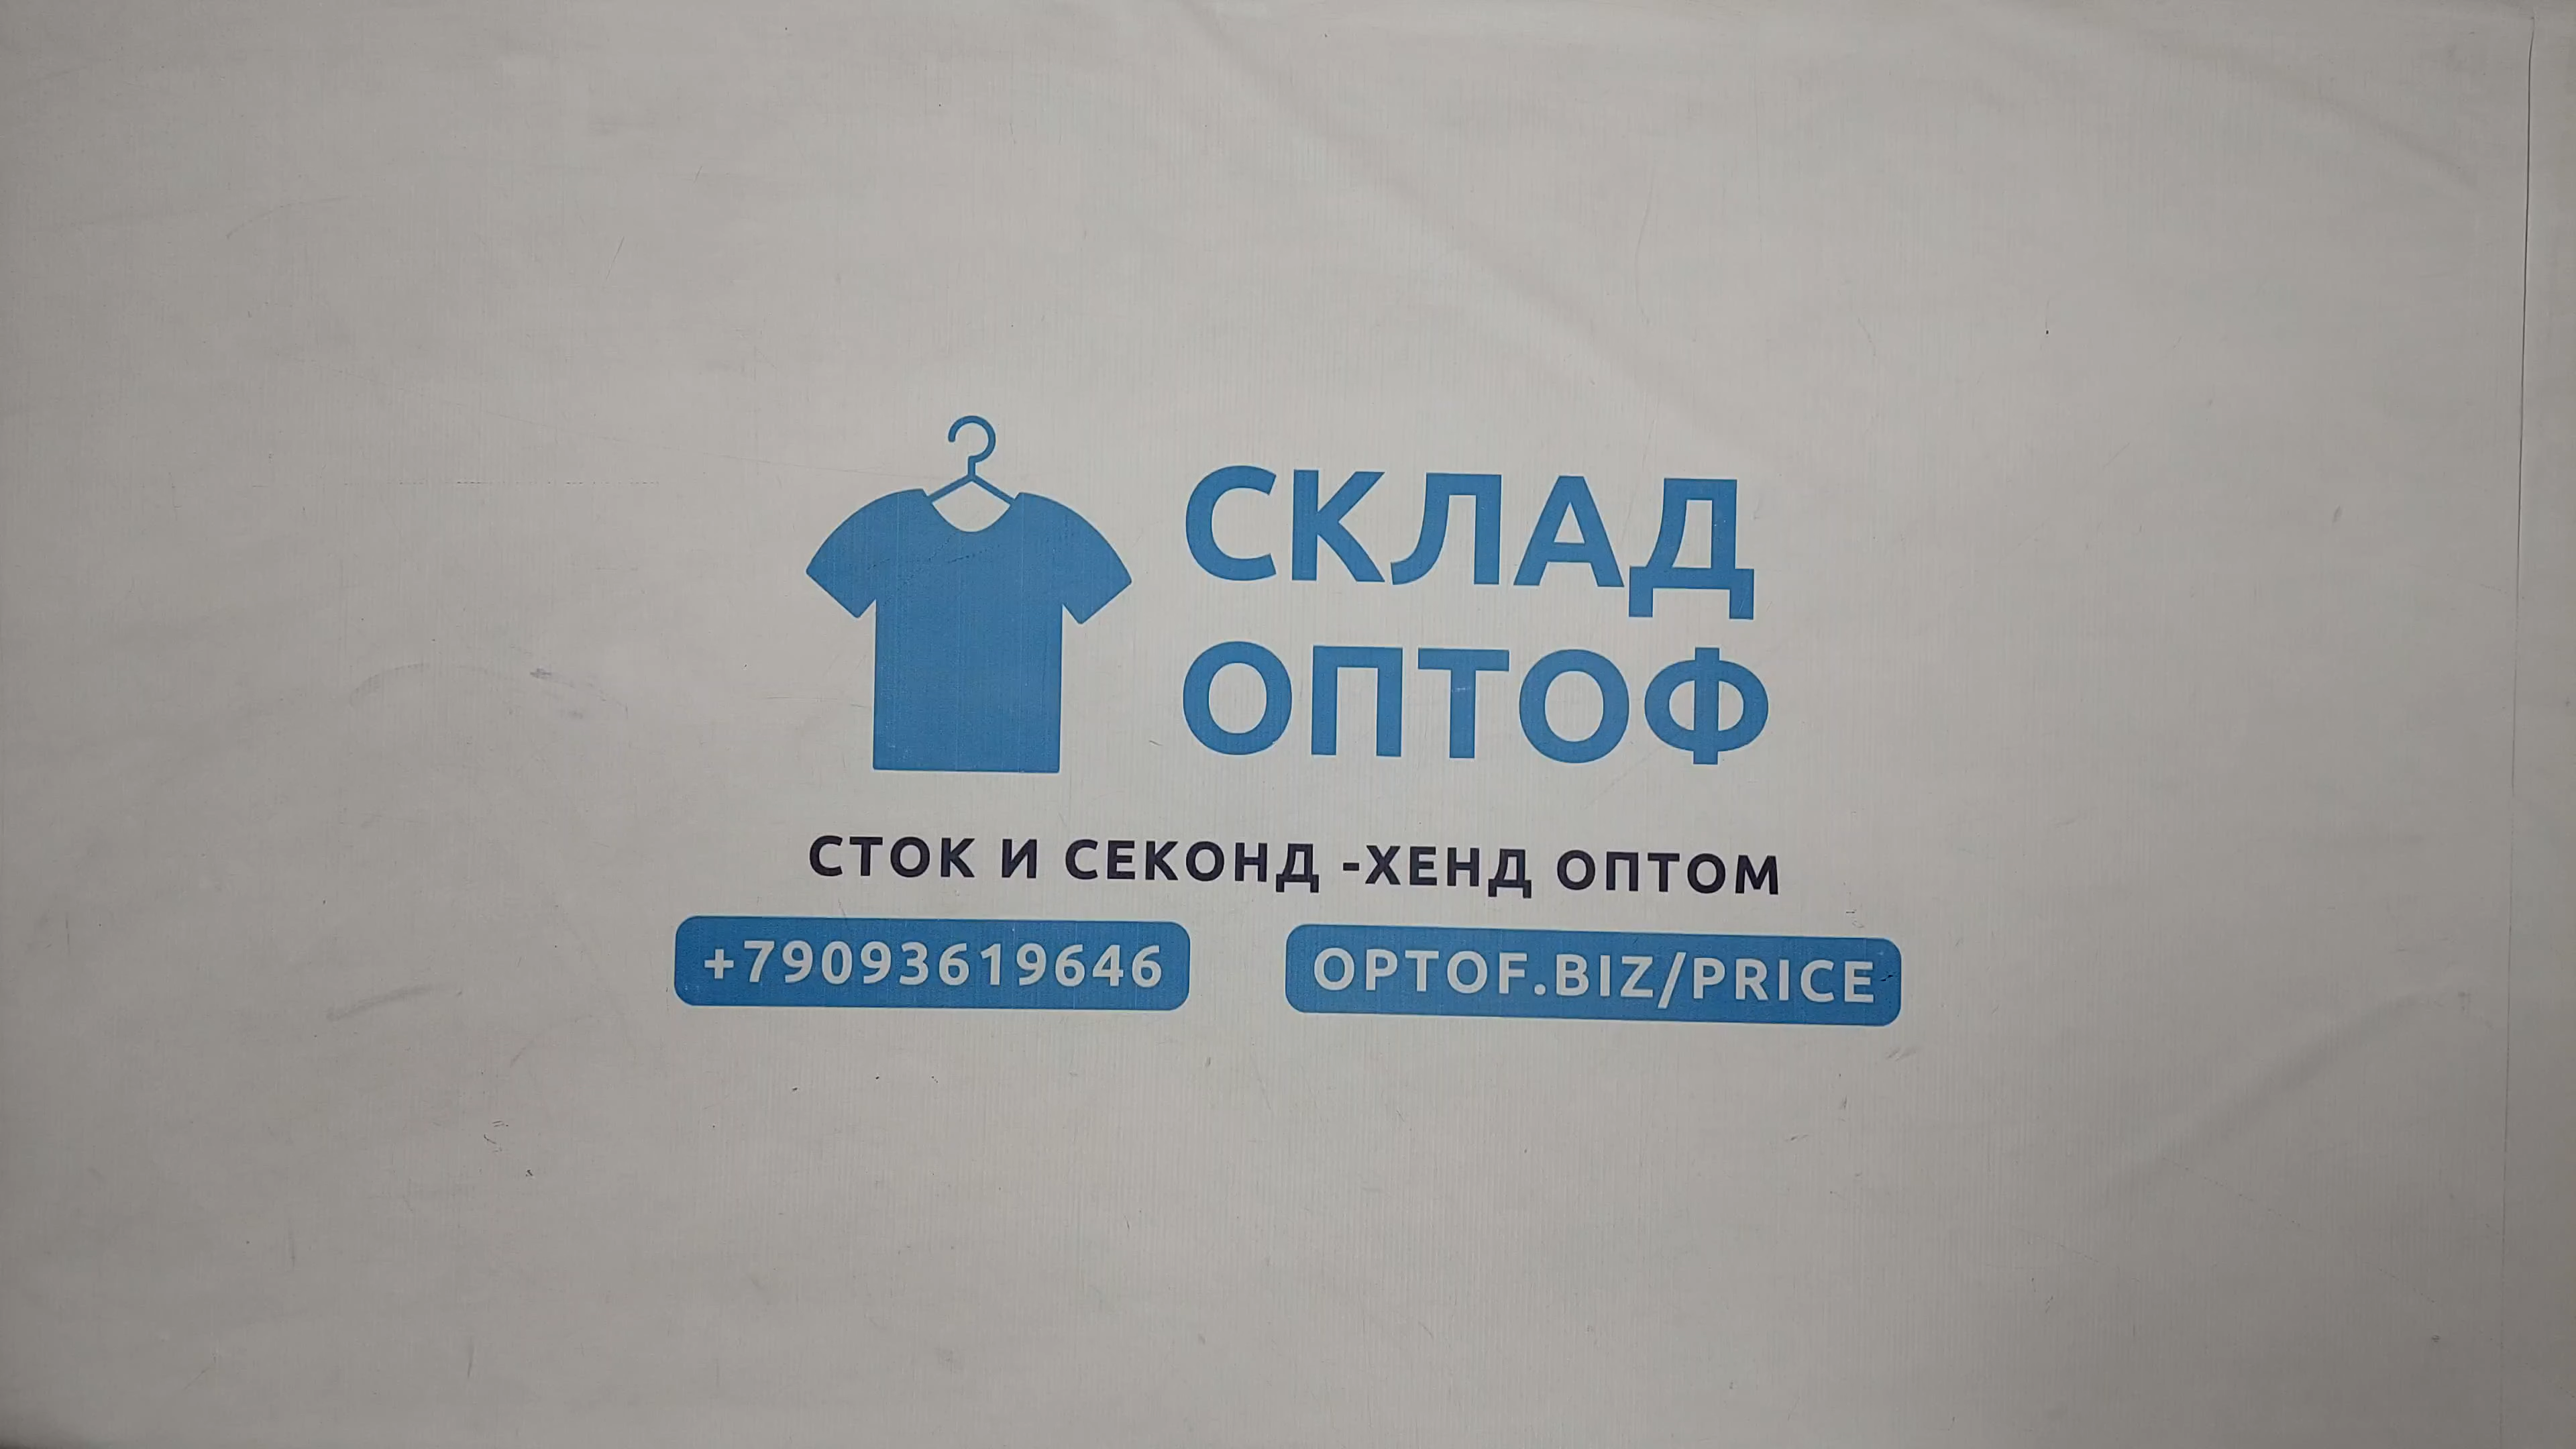 СКЛАД
ОПТОФ
СТОК И СЕКОНД -ХЕНД ОПТОМ
+79093619646
OPTOF.BIZ/PRICE